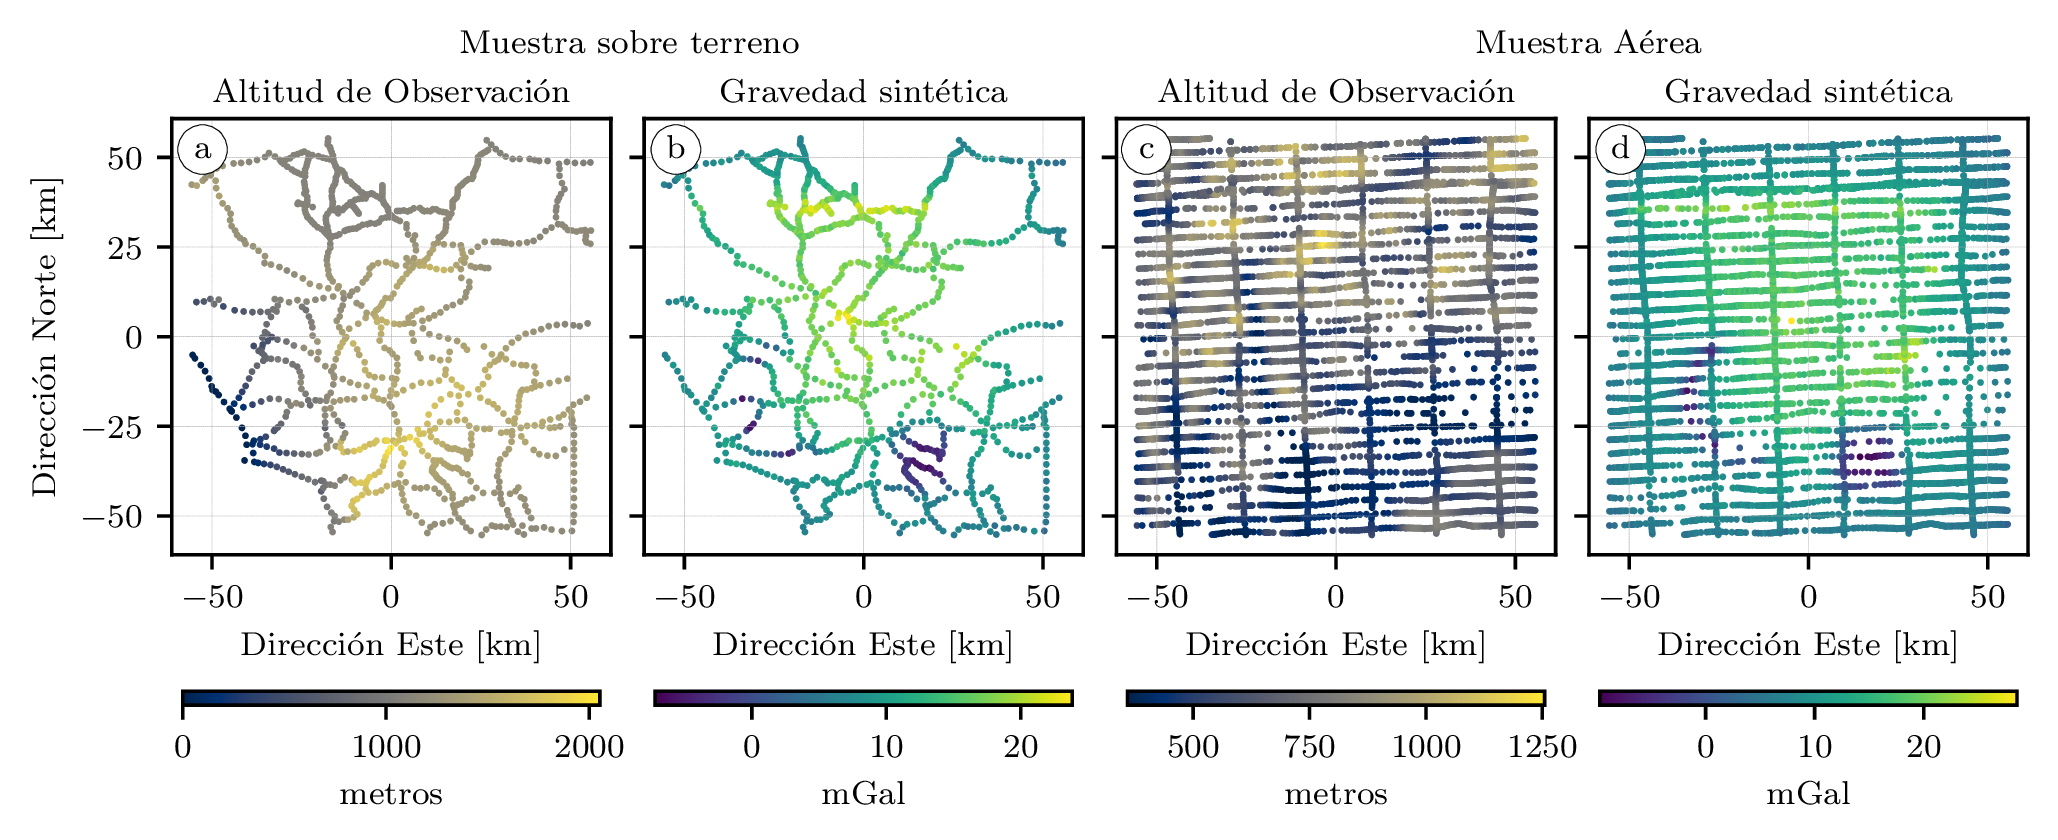 Muestra sobre terreno
Muestra Aérea
Altitud de Observación
Gravedad sintética
Altitud de Observación
Gravedad sintética
a
b
c
d
Dirección Norte [km]
50
25
0
−25
−50
−50 0 50
−50 0 50
−50 0 50
−50 0 50
Dirección Este [km]
Dirección Este [km]
Dirección Este [km]
Dirección Este [km]
0 1000 2000
0 10 20
500 750 1000 1250
0 10 20
metros
mGal
metros
mGal